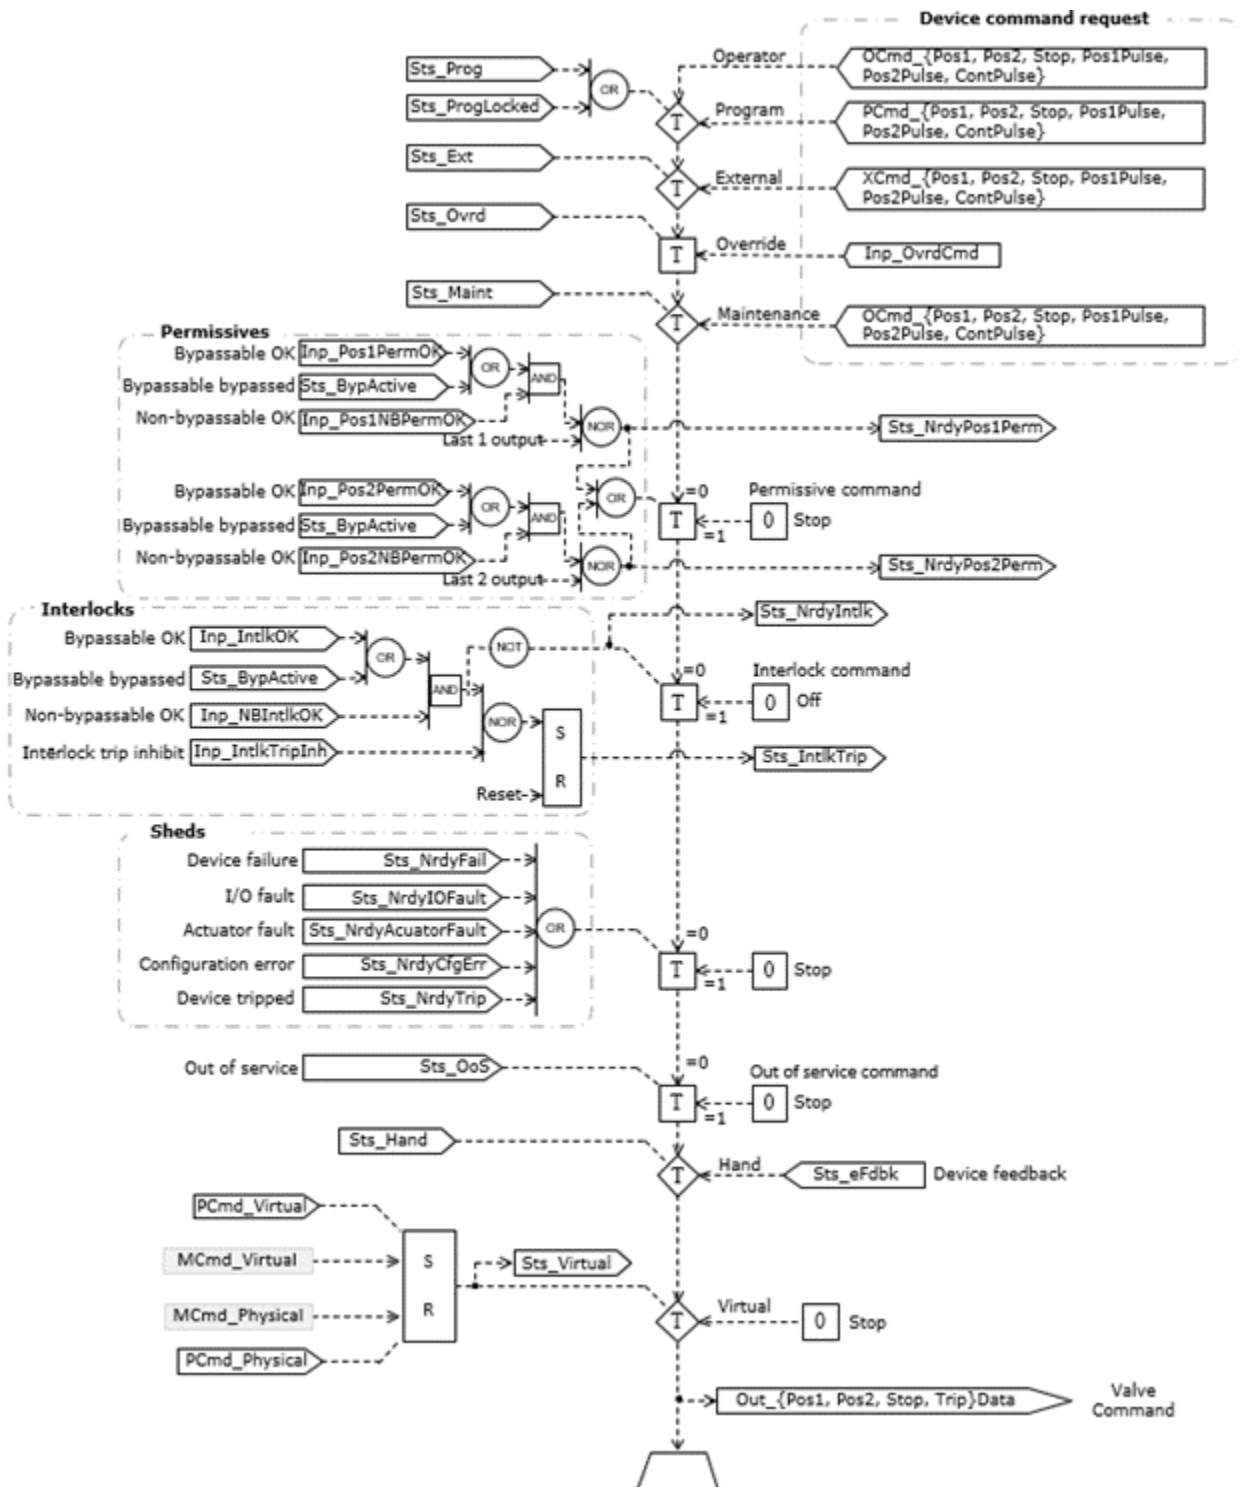 Device command request
Operator
OCmd_{Pos1, Pos2, Stop, Pos1Pulse,
Pos2Pulse, ContPulse}
Sts_Prog
OR
Sts_ProgLocked
T
Program
PCmd_{Pos1, Pos2, Stop, Pos1Pulse,
Pos2Pulse, ContPulse}
Sts_Ext
T
External
XCmd_{Pos1, Pos2, Stop, Pos1Pulse,
Pos2Pulse, ContPulse}
Sts_Ovrd
T
Override
Inp_OvrdCmd
Sts_Maint
T
Maintenance
OCmd_{Pos1, Pos2, Stop, Pos1Pulse,
Pos2Pulse, ContPulse}
Permissives
Bypassable OK
Inp_Pos1PermOK
OR
Bypassable bypassed
Sts_BypActive
AND
Non-bypassable OK
Inp_Pos1NBPermOK
Last 1 output
NOR
Sts_NrdyPos1Perm
Bypassable OK
Inp_Pos2PermOK
OR
Bypassable bypassed
Sts_BypActive
AND
Non-bypassable OK
Inp_Pos2NBPermOK
Last 2 output
NOR
OR
=0
T
=1
Permissive command
0
Stop
Sts_NrdyPos2Perm
Interlocks
Bypassable OK
Inp_IntlkOK
OR
Bypassable bypassed
Sts_BypActive
AND
NOT
Sts_NrdyIntlk
Non-bypassable OK
Inp_NBIntlkOK
NOR
Interlock trip inhibit
Inp_IntlkTripInh
S
R
Reset
=0
T
=1
Interlock command
0
Off
Sts_IntlkTrip
Sheds
Device failure
Sts_NrdyFail
I/O fault
Sts_NrdyIOFault
Actuator fault
Sts_NrdyAcuatorFault
OR
Configuration error
Sts_NrdyCfgErr
Device tripped
Sts_NrdyTrip
=0
T
=1
0
Stop
Out of service
Sts_OoS
=0
T
=1
Out of service command
0
Stop
Sts_Hand
T
Hand
Sts_eFdbk
Device feedback
PCmd_Virtual
MCmd_Virtual
S
Sts_Virtual
MCmd_Physical
R
PCmd_Physical
T
Virtual
0
Stop
Out_{Pos1, Pos2, Stop, Trip}Data
Valve
Command